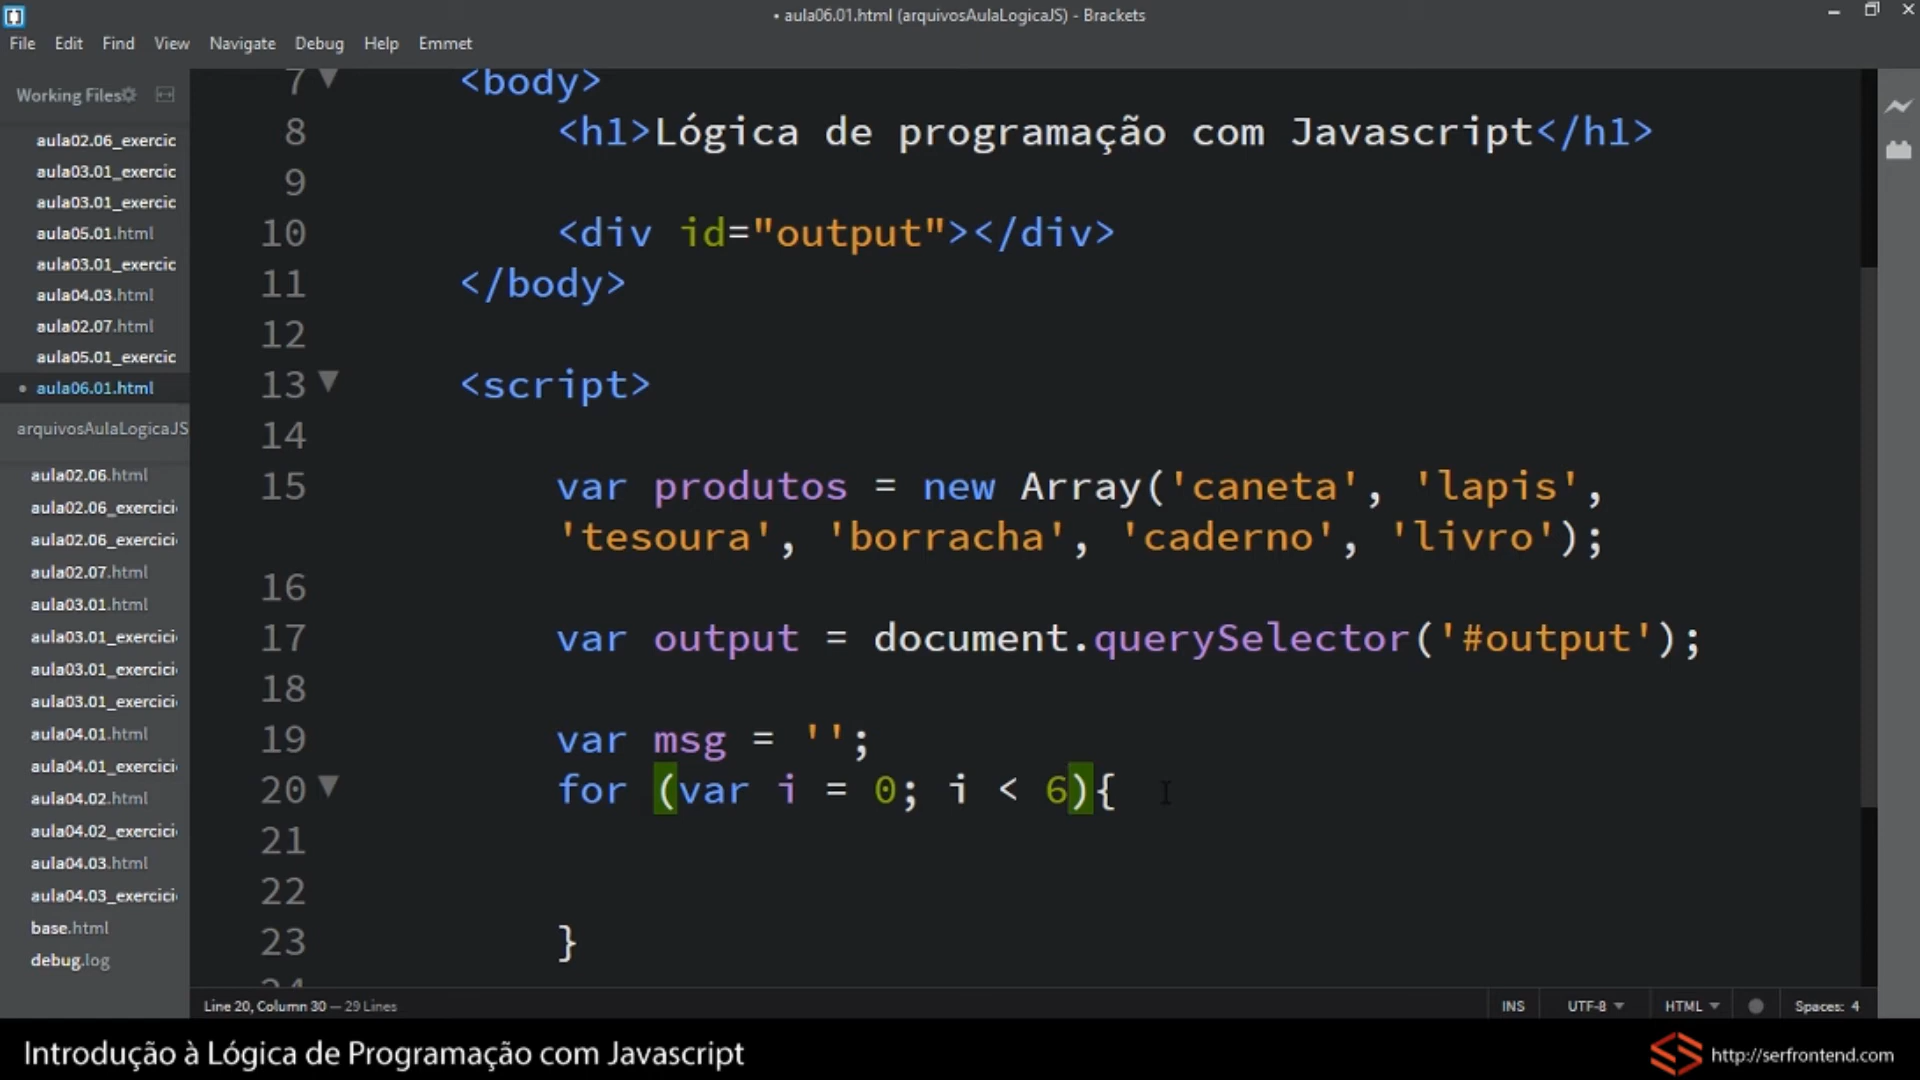 • aula06.01.html (arquivosAulaLogicaJS) - Brackets
File Edit Find View Navigate Debug Help Emmet
Working Files
aula02.06_exercic
aula03.01_exercic
aula03.01_exercic
aula05.01.html
aula03.01_exercic
aula04.03.html
aula02.07.html
aula05.01_exercic
• aula06.01.html
arquivosAulaLogicaJS
aula02.06.html
aula02.06_exercici
aula02.06_exercici
aula02.07.html
aula03.01.html
aula03.01_exercici
aula03.01_exercici
aula03.01_exercici
aula04.01.html
aula04.01_exercici
aula04.02.html
aula04.02_exercici
aula04.03.html
aula04.03_exercici
base.html
debug.log
7 <body>
8 <h1>Lógica de programação com Javascript</h1>
9
10 <div id="output"></div>
11 </body>
12
13 <script>
14
15 var produtos = new Array('caneta', 'lapis',
'tesoura', 'borracha', 'caderno', 'livro');
16
17 var output = document.querySelector('#output');
18
19 var msg = '';
20 for (var i = 0; i < 6){
21
22
23 }
24
Line 20, Column 30 — 29 Lines
INS UTF-8 HTML Spaces: 4
Introdução à Lógica de Programação com Javascript
http://serfrontend.com